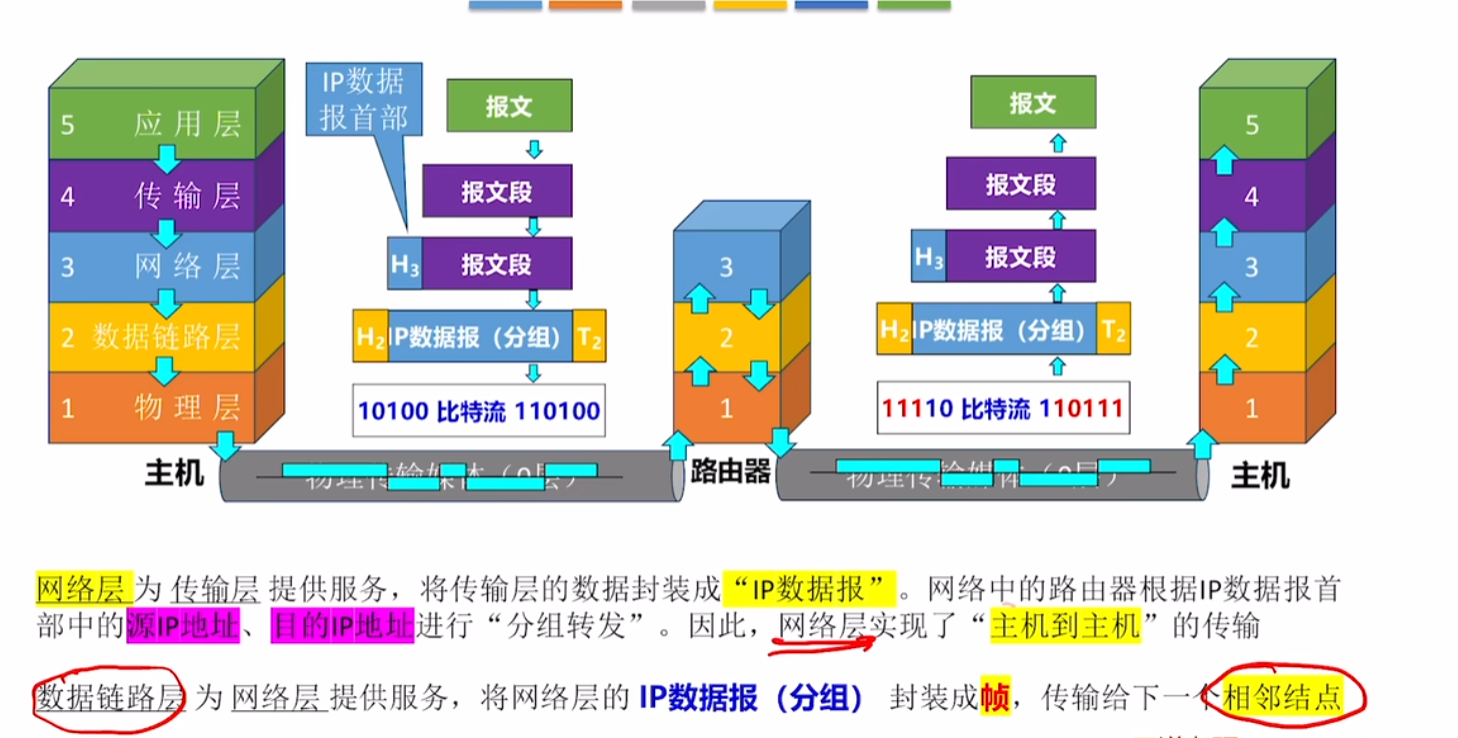 IP数据
报首部
报文
报文
5 应用层
5
报文段
报文段
4 传输层
4
H₃ 报文段
H₃ 报文段
3 网络层
3
3
H₂ IP数据报（分组） T₂
H₂ IP数据报（分组） T₂
2 数据链路层
2
2
10100 比特流 110100
11110 比特流 110111
1 物理层
1
1
主机
物理传输媒体（0层）
路由器
物理传输媒体（0层）
主机
网络层 为 传输层 提供服务，将传输层的数据封装成“IP数据报”。网络中的路由器根据IP数据报首
部中的源IP地址、目的IP地址进行“分组转发”。因此，网络层实现了“主机到主机”的传输
数据链路层 为 网络层 提供服务，将网络层的 IP数据报（分组） 封装成帧，传输给下一个相邻结点